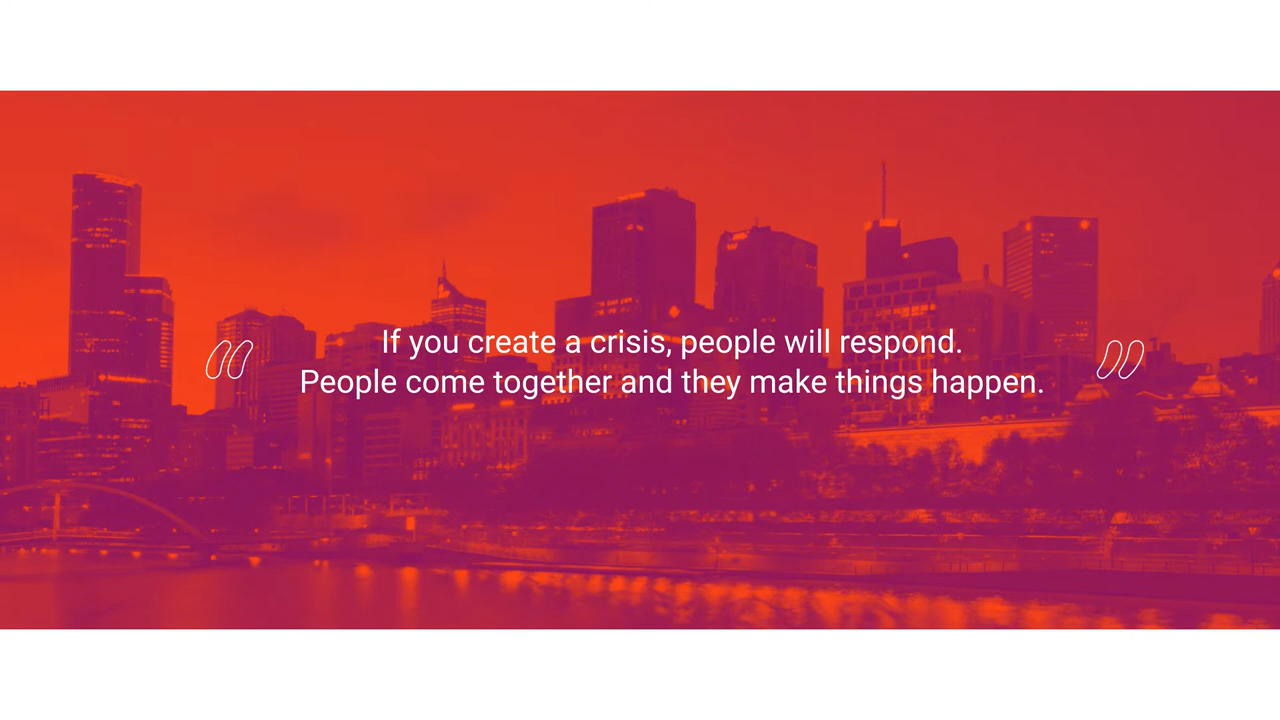 If you create a crisis, people will respond.
People come together and they make things happen.